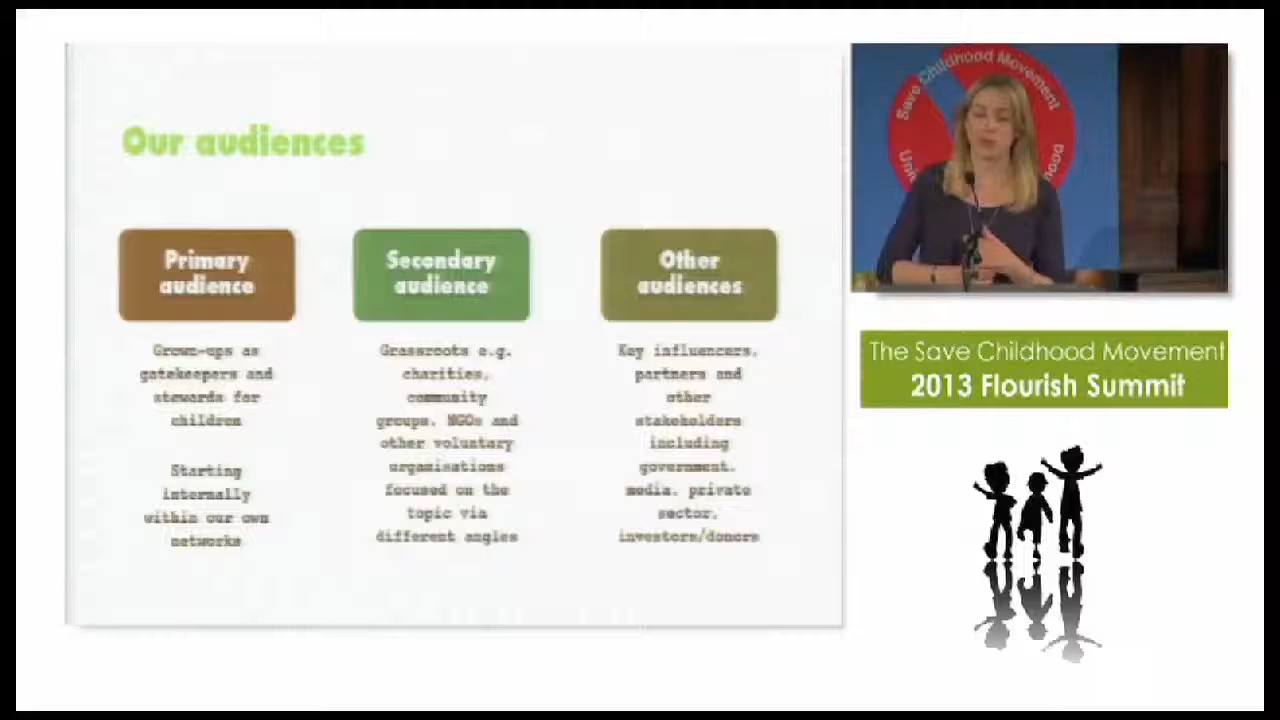 Our audiences
Primary
audience
Grown-ups as
gatekeepers and
stewards for
children
Starting
internally
within our own
networks
Secondary
audience
Grassroots e.g.
charities,
community
groups, NGOs and
other voluntary
organisations
focused on the
topic via
different angles
Other
audiences
Key influencers,
partners and
other
stakeholders
including
government,
media, private
sector,
investors/donors
Save Childhood Movement
The Save Childhood Movement
2013 Flourish Summit